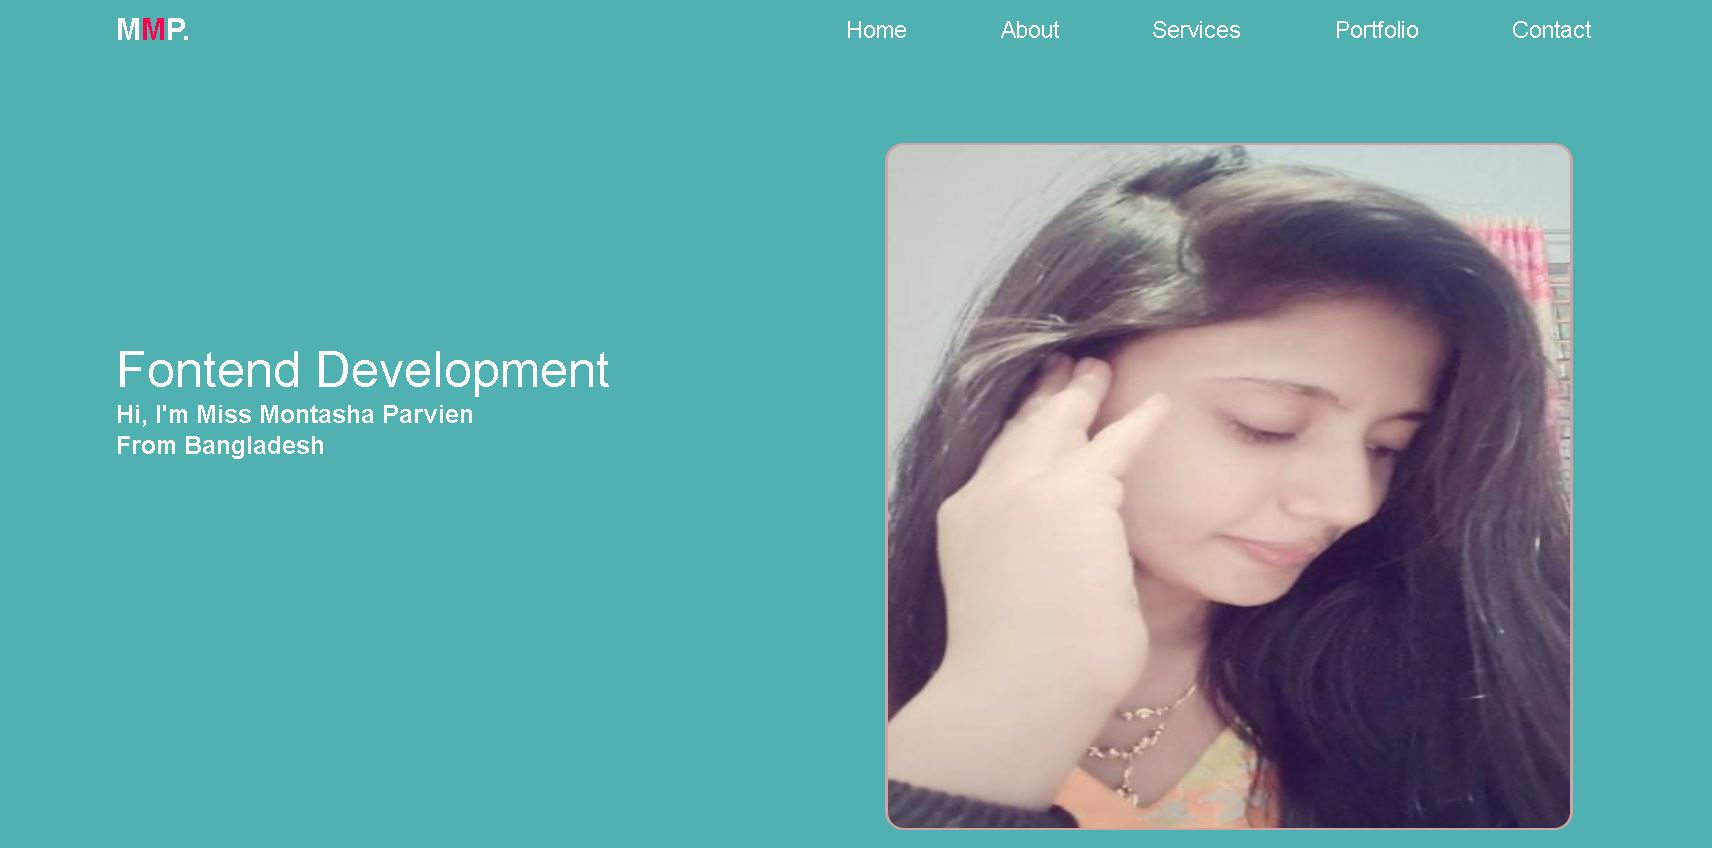 MMP.
Home About Services Portfolio Contact
Fontend Development
Hi, I'm Miss Montasha Parvien
From Bangladesh